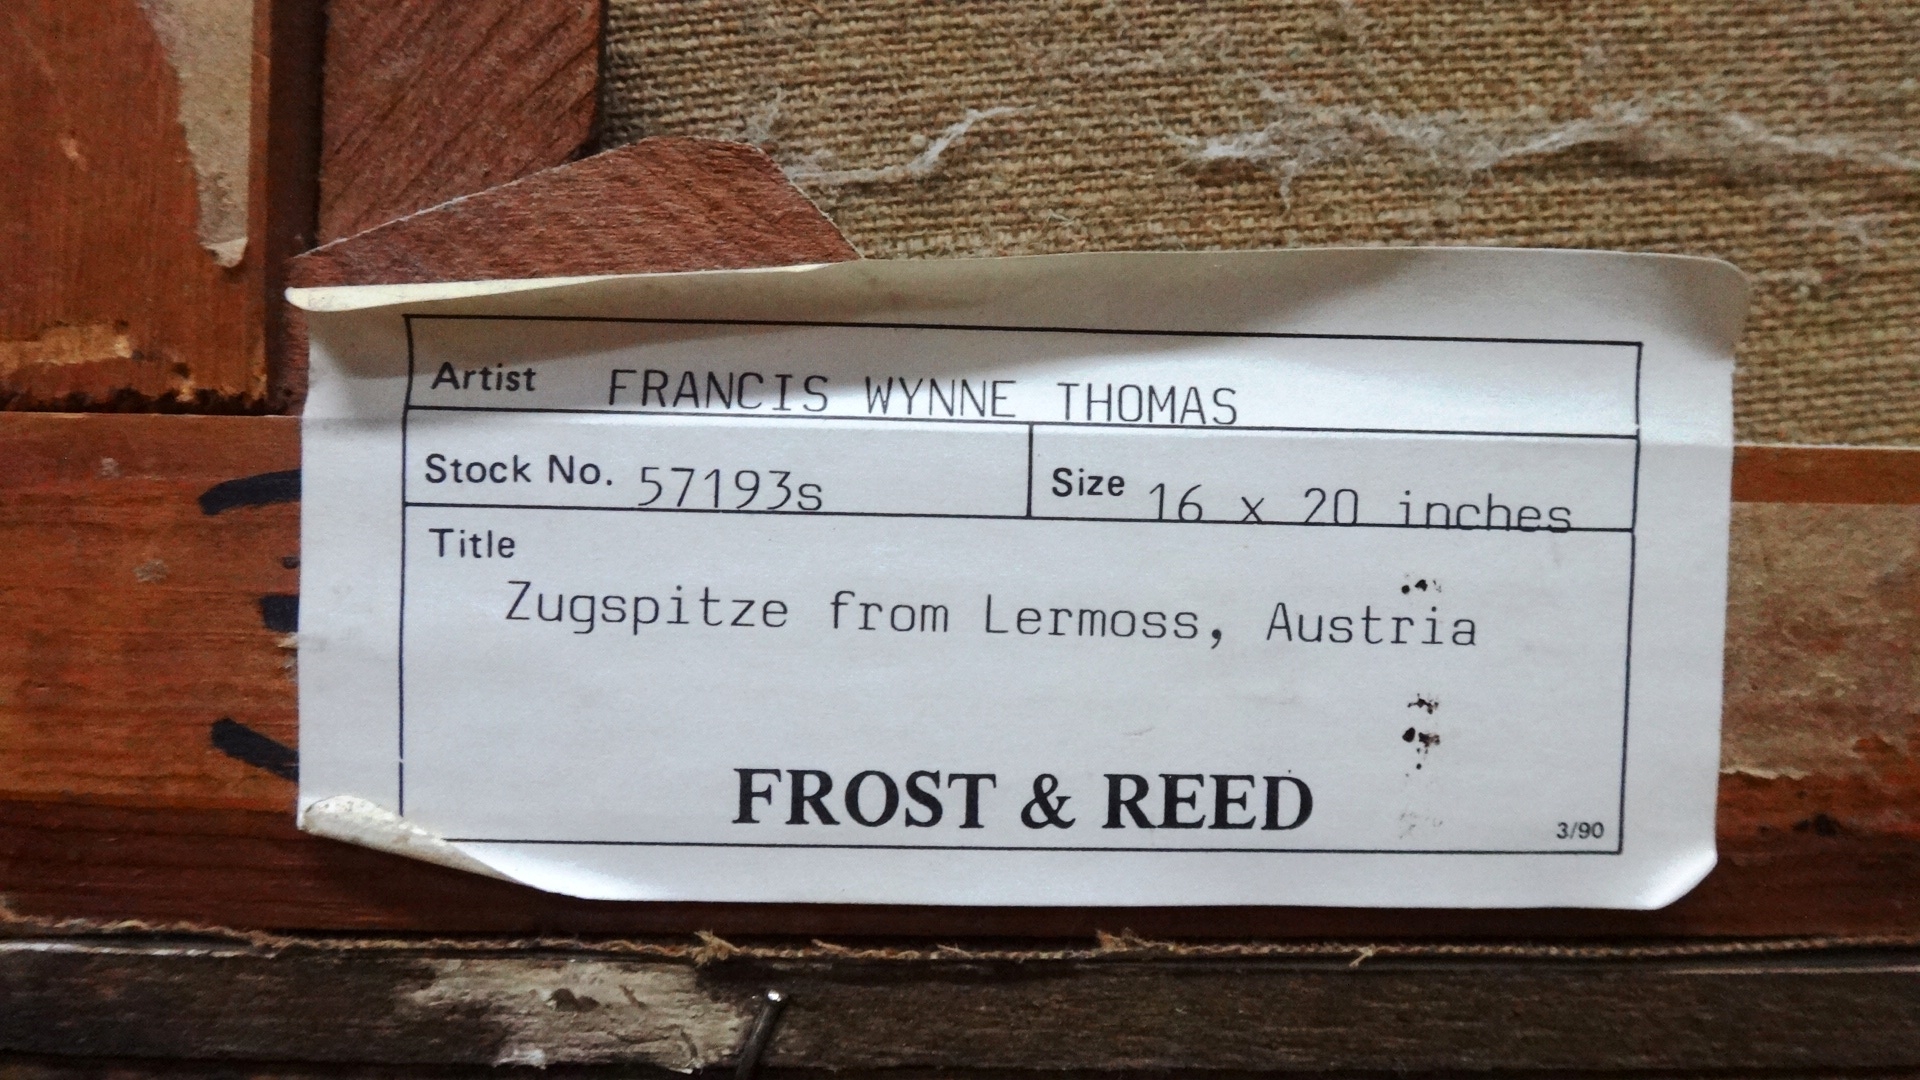 Artist FRANCIS WYNNE THOMAS
Stock No. 57193s Size 16 x 20 inches
Title
Zugspitze from Lermoss, Austria
FROST & REED
3/90